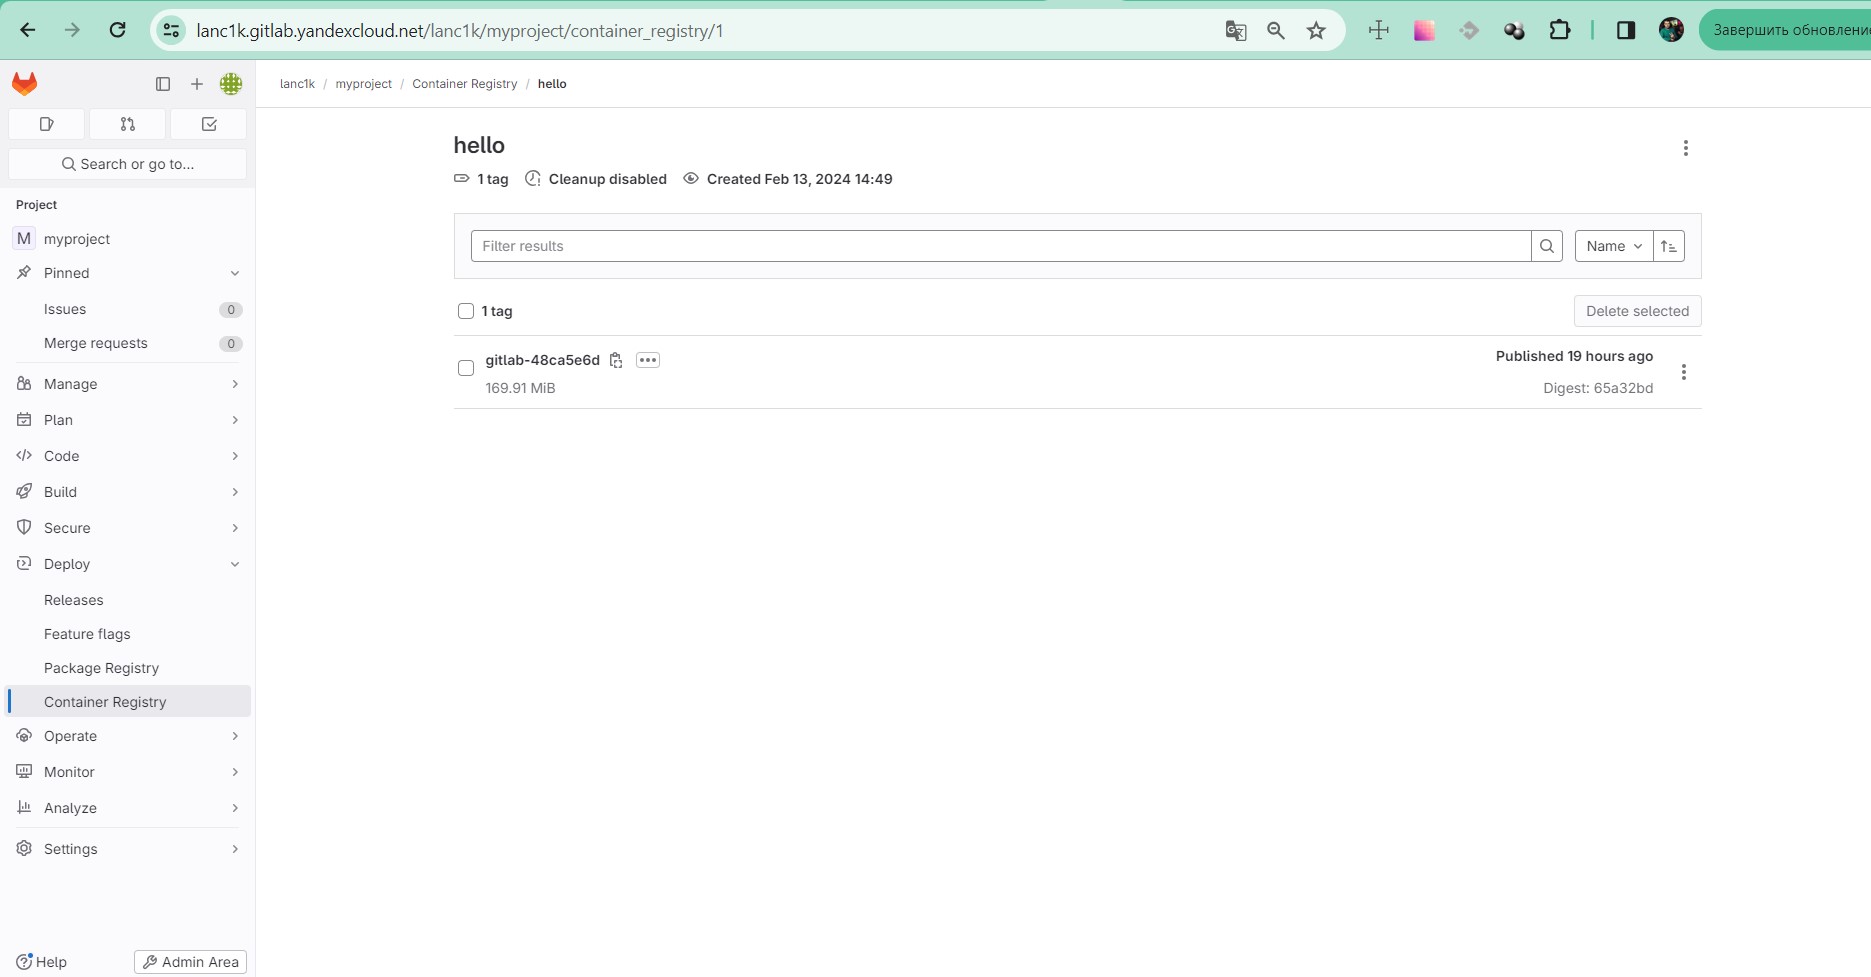 lanc1k.gitlab.yandexcloud.net/lanc1k/myproject/container_registry/1
Завершить обновлени
lanc1k / myproject / Container Registry / hello
Search or go to...
Project
M myproject
Pinned
Issues 0
Merge requests 0
Manage
Plan
Code
Build
Secure
Deploy
Releases
Feature flags
Package Registry
Container Registry
Operate
Monitor
Analyze
Settings
Help
Admin Area
hello
1 tag Cleanup disabled Created Feb 13, 2024 14:49
Filter results
Name
1 tag
Delete selected
gitlab-48ca5e6d
Published 19 hours ago
169.91 MiB
Digest: 65a32bd